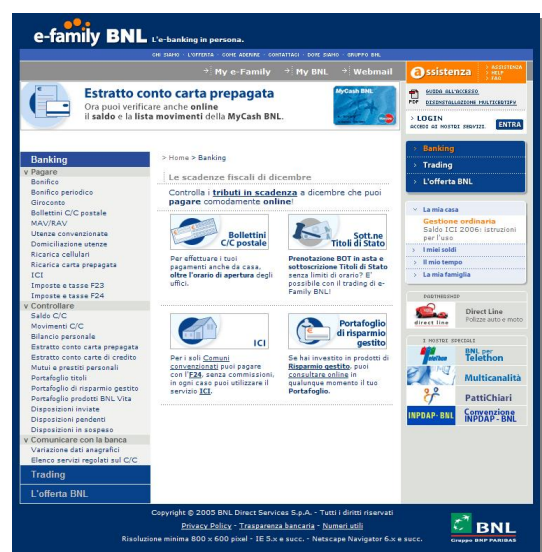 e-family BNL L'e-banking in persona.
CHI SIAMO - L'OFFERTA - COME ADERIRE - CONTATTACI - DOVE SIAMO - GRUPPO BNL
My e-Family My BNL Webmail
assistenza
> ASSISTENZA
> HELP
> FAQ
Estratto conto carta prepagata
Ora puoi verificare anche online
il saldo e la lista movimenti della MyCash BNL.
MyCash BNL
GUIDA ALL'ACCESSO
PDF DISINSTALLAZIONE MULTICERTIFY
> LOGIN
ACCEDI AI NOSTRI SERVIZI. ENTRA
Banking
v Pagare
Bonifico
Bonifico periodico
Giroconto
Bollettini C/C postale
MAV/RAV
Utenze convenzionate
Domiciliazione utenze
Ricarica cellulari
Ricarica carta prepagata
ICI
Imposte e tasse F23
Imposte e tasse F24
v Controllare
Saldo C/C
Movimenti C/C
Bilancio personale
Estratto conto carta prepagata
Estratto conto carte di credito
Mutui e prestiti personali
Portafoglio titoli
Portafoglio di risparmio gestito
Portafoglio prodotti BNL Vita
Disposizioni inviate
Disposizioni pendenti
Disposizioni in sospeso
v Comunicare con la banca
Variazione dati anagrafici
Elenco servizi regolati sul C/C
Trading
L'offerta BNL
> Home > Banking
Le scadenze fiscali di dicembre
Controlla i tributi in scadenza a dicembre che puoi
pagare comodamente online!
Bollettini
C/C postale
Per effettuare i tuoi
pagamenti anche da casa,
oltre l'orario di apertura degli
uffici.
Sott.ne
Titoli di Stato
Prenotazione BOT in asta e
sottoscrizione Titoli di Stato
senza limiti di orario? E'
possibile con il trading di e-
Family BNL!
ICI
Per i soli Comuni
convenzionati puoi pagare
con l'F24, senza commissioni,
in ogni caso puoi utilizzare il
servizio ICI.
Portafoglio
di risparmio
gestito
Se hai investito in prodotti di
Risparmio gestito, puoi
consultare online in
qualunque momento il tuo
Portafoglio.
> Banking
> Trading
> L'offerta BNL
La mia casa
Gestione ordinaria
Saldo ICI 2006: istruzioni
per l'uso
> I miei soldi
> Il mio tempo
> La mia famiglia
PARTNERSHIP
direct line
Direct Line
Polizze auto e moto
I NOSTRI SPECIALI
Telethon
BNL per
Telethon
Multicanalità
PattiChiari
INPDAP-BNL
Convenzione
INPDAP - BNL
Copyright © 2005 BNL Direct Services S.p.A. - Tutti i diritti riservati
Privacy Policy - Trasparenza bancaria - Numeri utili
Risoluzione minima 800 x 600 pixel - IE 5.x e succ. - Netscape Navigator 6.x e succ.
BNL
Gruppo BNP PARIBAS